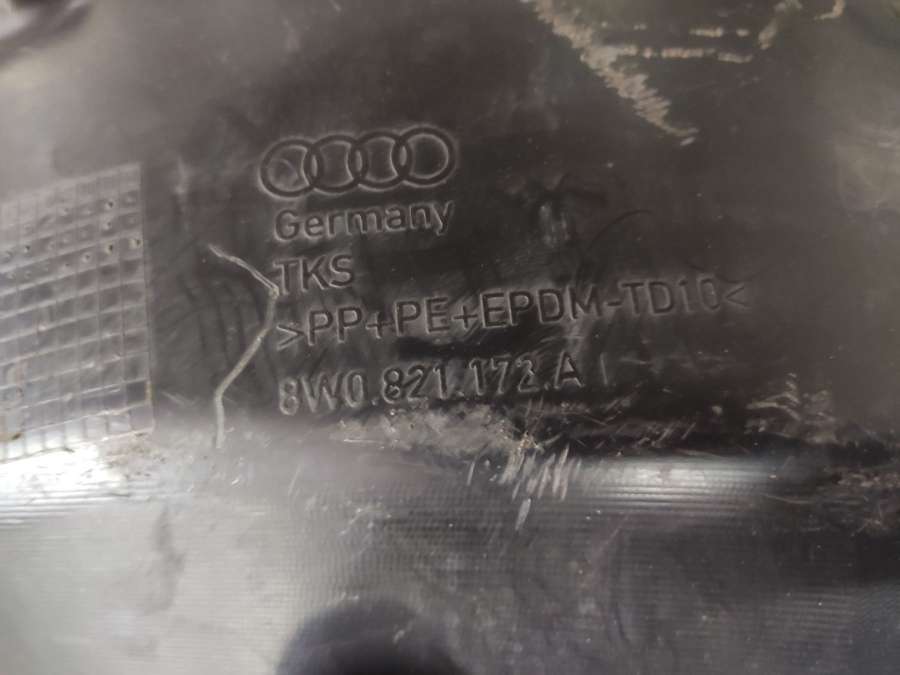 Germany
TKS
>PP+PE+EPDM-TD10<
8W0.821.172.A